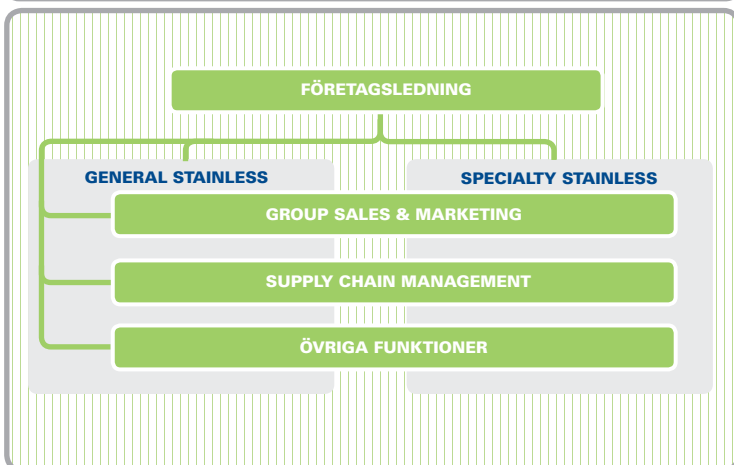 FÖRETAGSLEDNING
GENERAL STAINLESS
SPECIALTY STAINLESS
GROUP SALES & MARKETING
SUPPLY CHAIN MANAGEMENT
ÖVRIGA FUNKTIONER